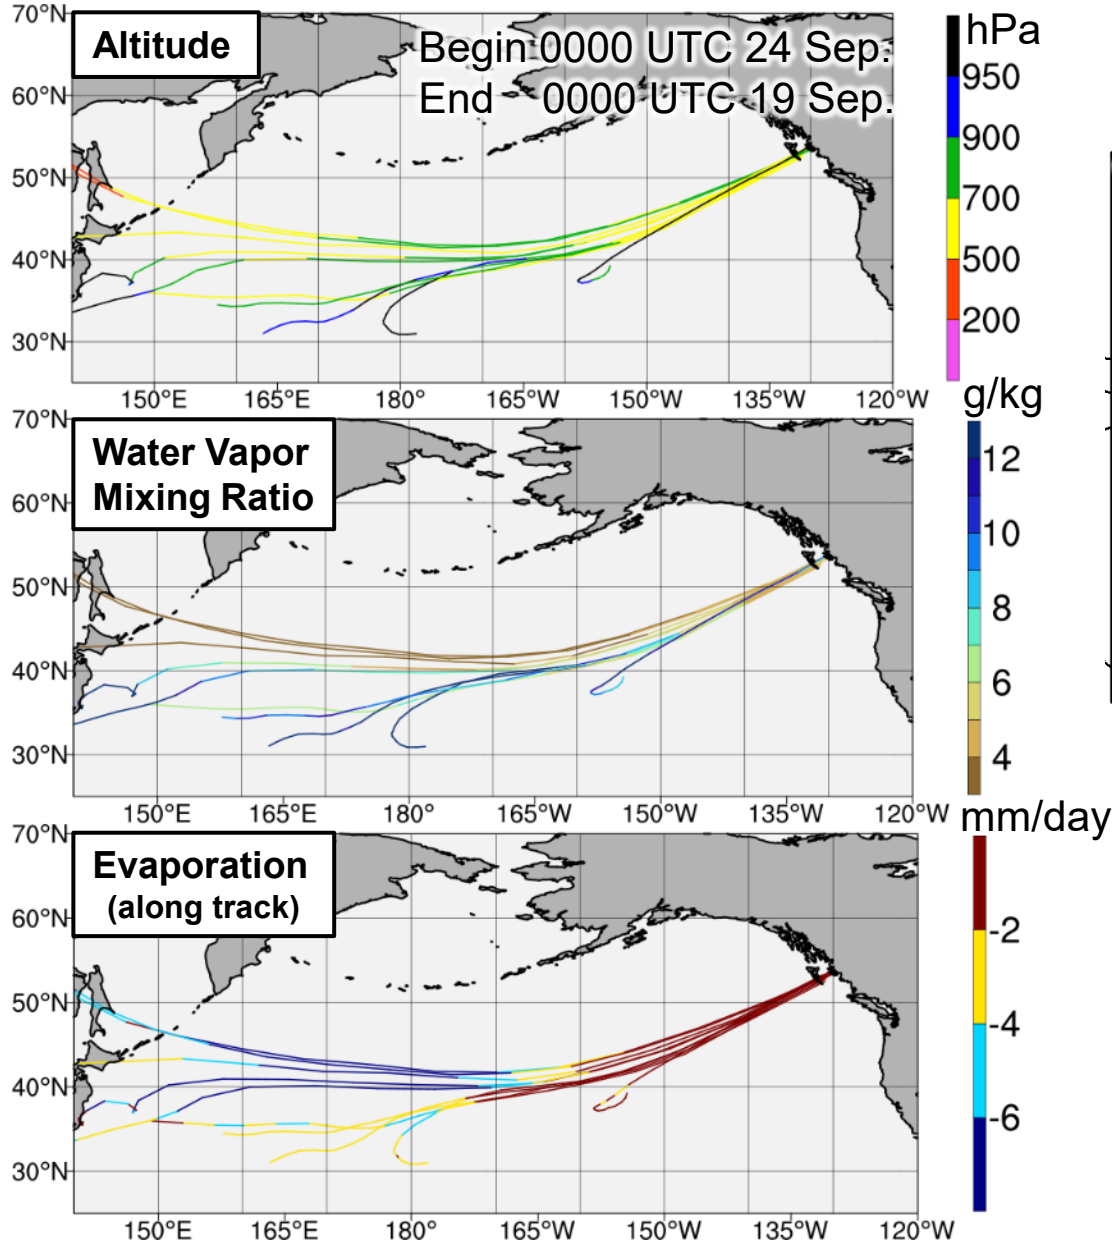 70°N
Altitude
Begin 0000 UTC 24 Sep.
End 0000 UTC 19 Sep.
60°N
50°N
40°N
30°N
150°E 165°E 180° 165°W 150°W 135°W 120°W
hPa
950
900
700
500
200
70°N
Water Vapor
Mixing Ratio
60°N
50°N
40°N
30°N
150°E 165°E 180° 165°W 150°W 135°W 120°W
g/kg
12
10
8
6
4
70°N
Evaporation
(along track)
60°N
50°N
40°N
30°N
150°E 165°E 180° 165°W 150°W 135°W 120°W
mm/day
-2
-4
-6